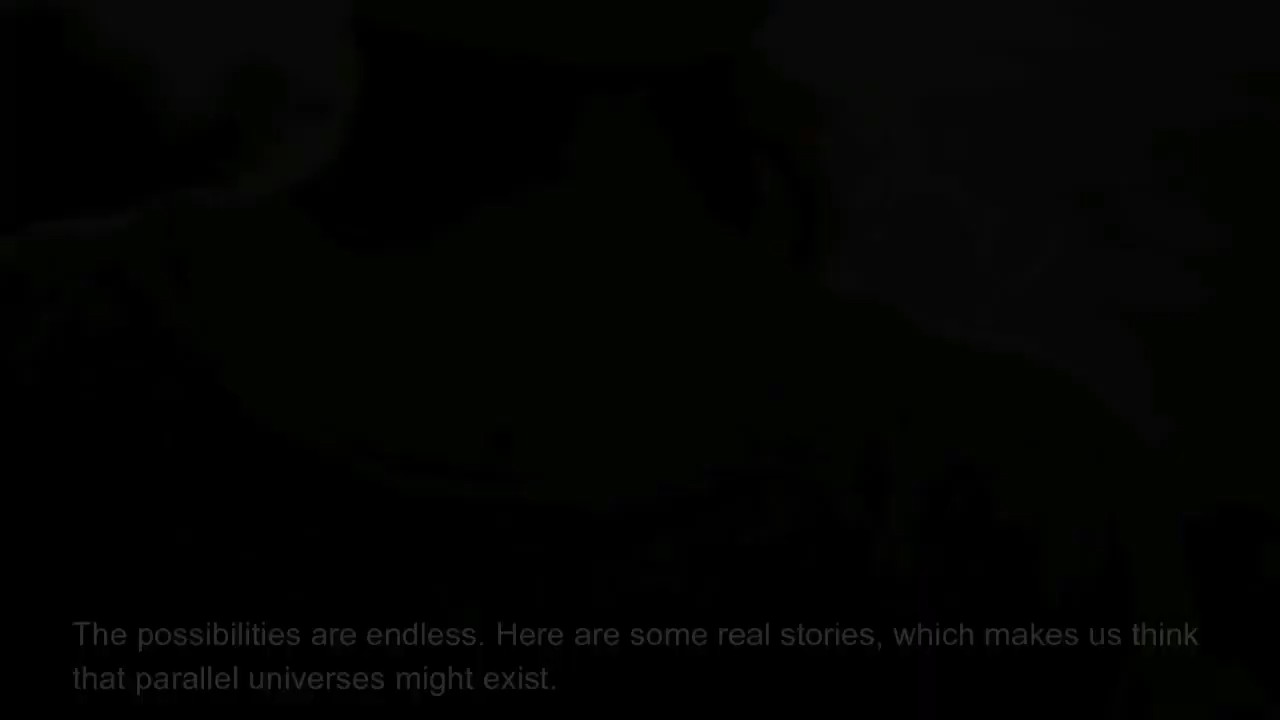 The possibilities are endless. Here are some real stories, which makes us think
that parallel universes might exist.